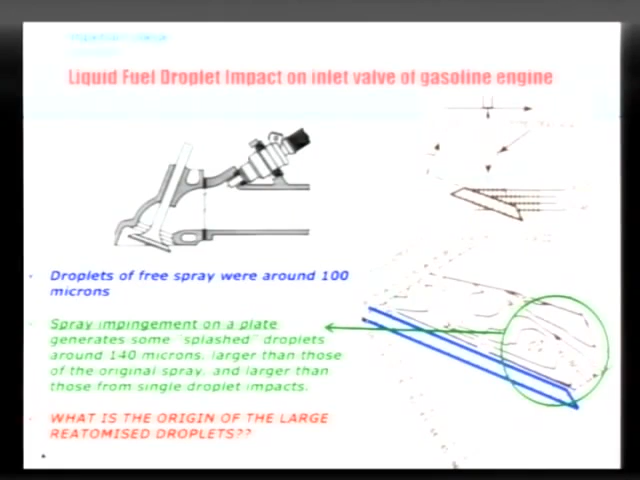 Liquid Fuel Droplet Impact on inlet valve of gasoline engine
Droplets of free spray were around 100
microns
Spray impingement on a plate
generates some "splashed" droplets
around 140 microns, larger than those
of the original spray, and larger than
those from single droplet impacts.
WHAT IS THE ORIGIN OF THE LARGE
REATOMISED DROPLETS??